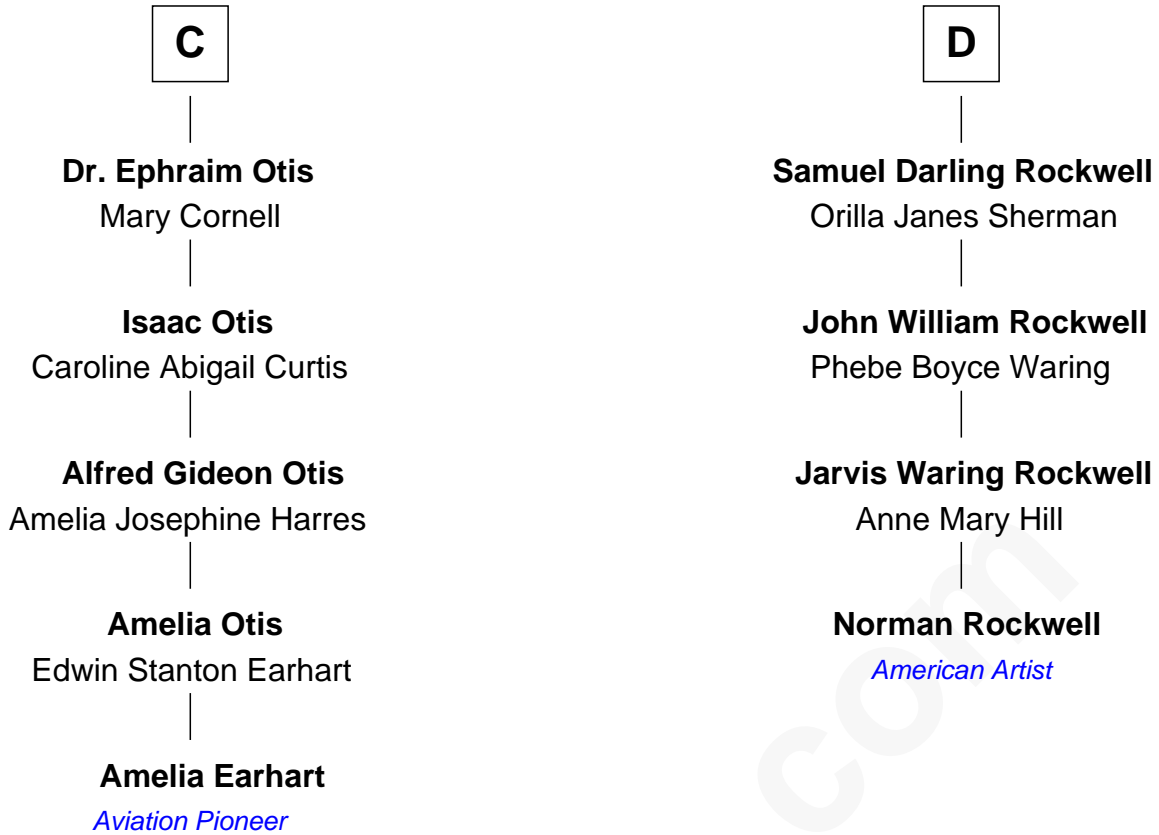 C
Dr. Ephraim Otis
Mary Cornell
Isaac Otis
Caroline Abigail Curtis
Alfred Gideon Otis
Amelia Josephine Harres
Amelia Otis
Edwin Stanton Earhart
Amelia Earhart
Aviation Pioneer
D
Samuel Darling Rockwell
Orilla Janes Sherman
John William Rockwell
Phebe Boyce Waring
Jarvis Waring Rockwell
Anne Mary Hill
Norman Rockwell
American Artist
com